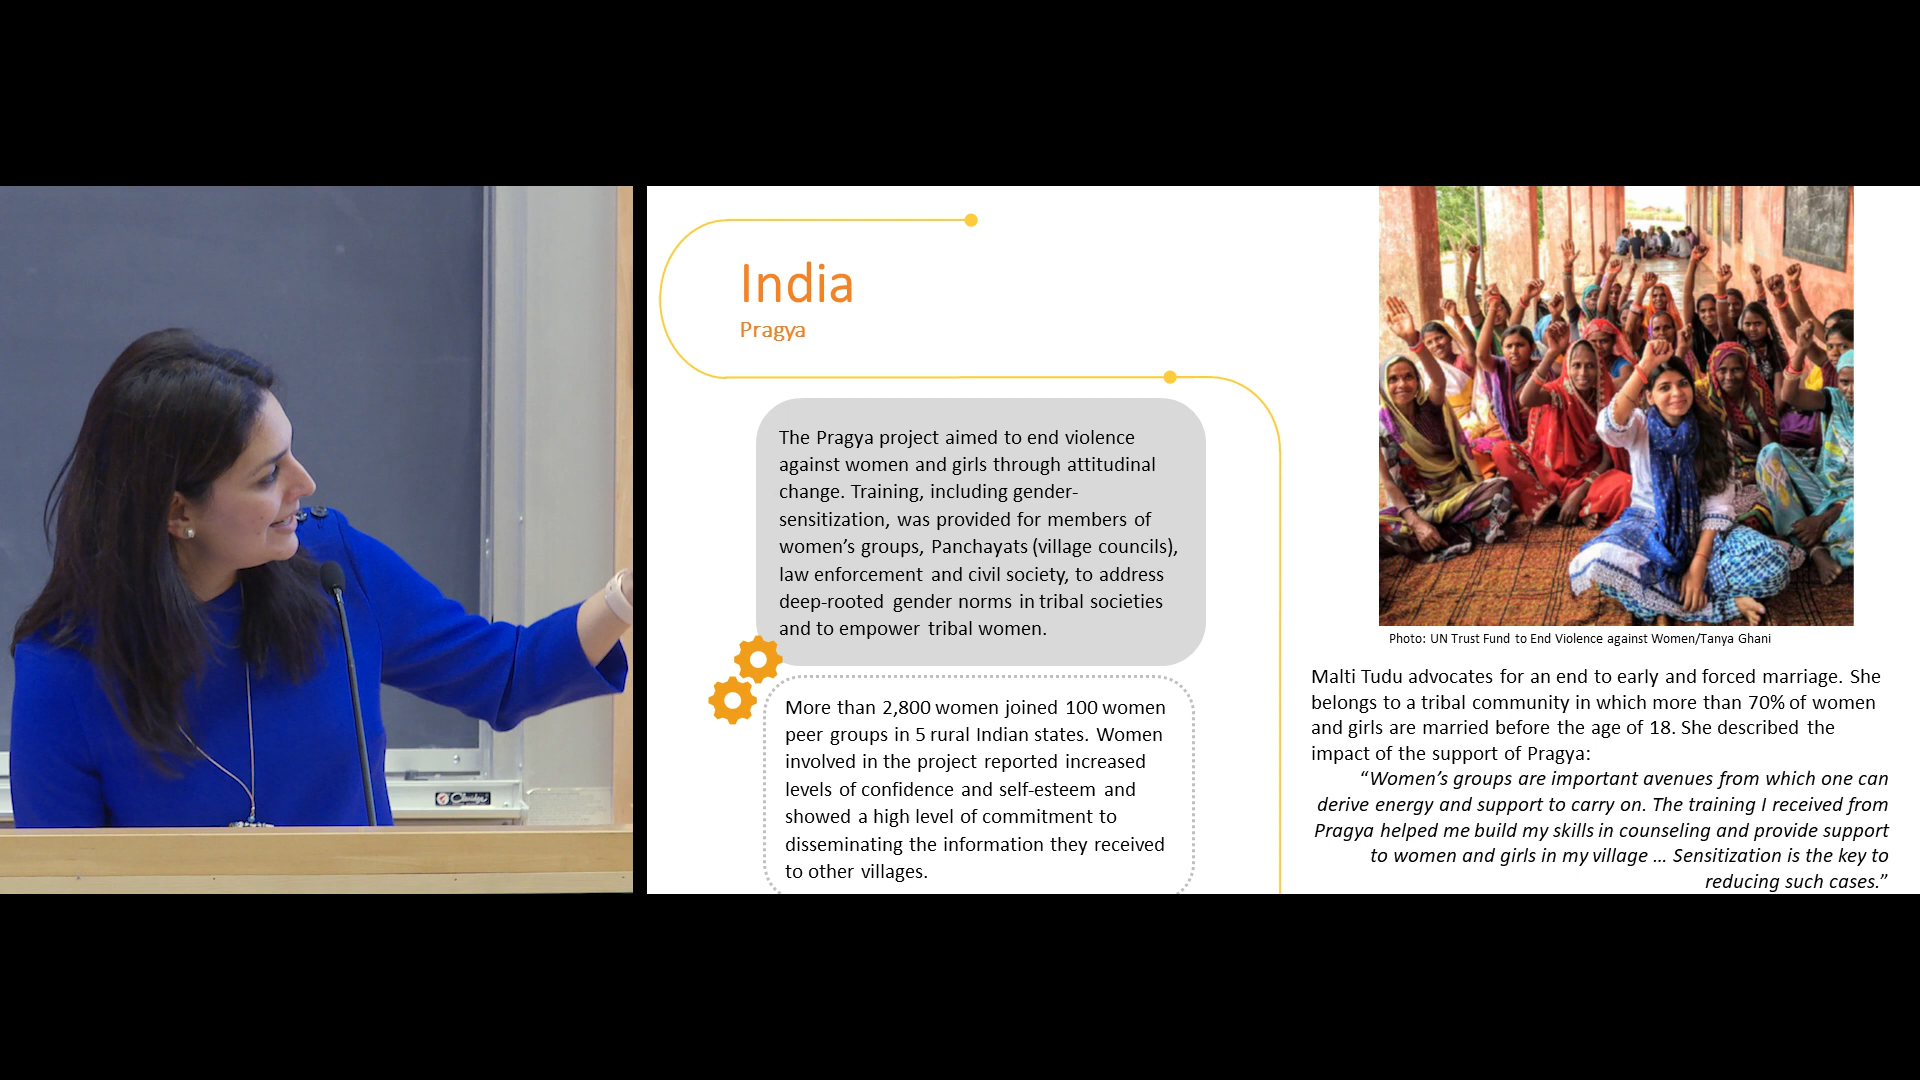 India
Pragya
The Pragya project aimed to end violence
against women and girls through attitudinal
change. Training, including gender-
sensitization, was provided for members of
women’s groups, Panchayats (village councils),
law enforcement and civil society, to address
deep-rooted gender norms in tribal societies
and to empower tribal women.
More than 2,800 women joined 100 women
peer groups in 5 rural Indian states. Women
involved in the project reported increased
levels of confidence and self-esteem and
showed a high level of commitment to
disseminating the information they received
to other villages.
Photo: UN Trust Fund to End Violence against Women/Tanya Ghani
Malti Tudu advocates for an end to early and forced marriage. She
belongs to a tribal community in which more than 70% of women
and girls are married before the age of 18. She described the
impact of the support of Pragya:
“Women’s groups are important avenues from which one can
derive energy and support to carry on. The training I received from
Pragya helped me build my skills in counseling and provide support
to women and girls in my village ... Sensitization is the key to
reducing such cases.”